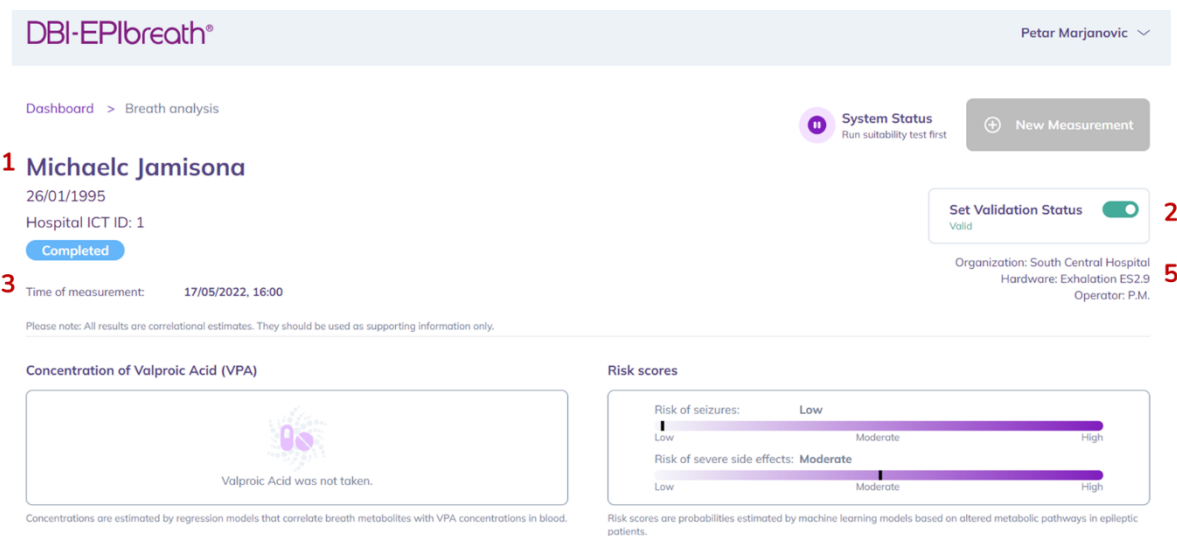 DBI-EPIbreath®
Petar Marjanovic
Dashboard > Breath analysis
System Status
Run suitability test first
New Measurement
1
Michaelc Jamisona
26/01/1995
Hospital ICT ID: 1
Completed
Set Validation Status
Valid
2
Organization: South Central Hospital
Hardware: Exhalation ES2.9
Operator: P.M.
5
3
Time of measurement: 17/05/2022, 16:00
Please note: All results are correlational estimates. They should be used as supporting information only.
Concentration of Valproic Acid (VPA)
Valproic Acid was not taken.
Concentrations are estimated by regression models that correlate breath metabolites with VPA concentrations in blood.
Risk scores
Risk of seizures: Low
Low Moderate High
Risk of severe side effects: Moderate
Low Moderate High
Risk scores are probabilities estimated by machine learning models based on altered metabolic pathways in epileptic
patients.